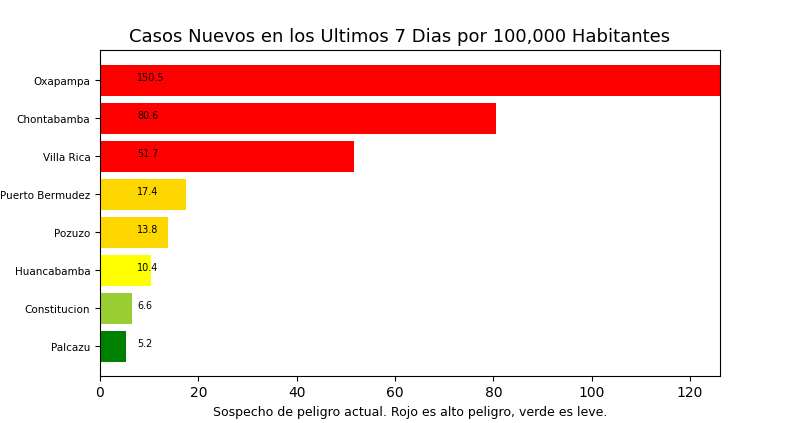 Casos Nuevos en los Ultimos 7 Dias por 100,000 Habitantes
Oxapampa 150.5
Chontabamba 80.6
Villa Rica 51.7
Puerto Bermudez 17.4
Pozuzo 13.8
Huancabamba 10.4
Constitucion 6.6
Palcazu 5.2
0 20 40 60 80 100 120
Sospecho de peligro actual. Rojo es alto peligro, verde es leve.